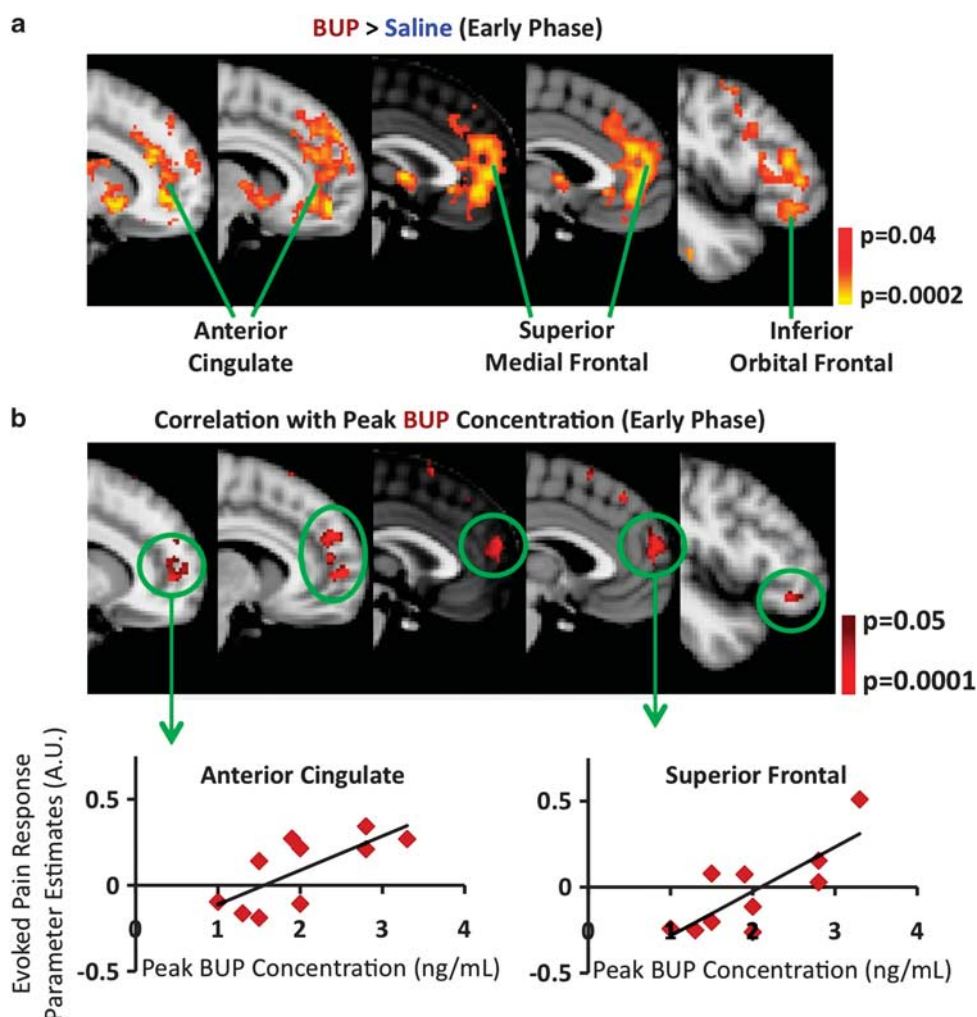 a
BUP > Saline (Early Phase)
p=0.04
p=0.0002
Anterior
Cingulate
Superior
Medial Frontal
Inferior
Orbital Frontal
b
Correlation with Peak BUP Concentration (Early Phase)
p=0.05
p=0.0001
Evoked Pain Response
Parameter Estimates (A.U.)
Anterior Cingulate
0.5
0
-0.5
0 1 2 3 4
Peak BUP Concentration (ng/mL)
Superior Frontal
0.5
0
-0.5
0 1 2 3 4
Peak BUP Concentration (ng/mL)